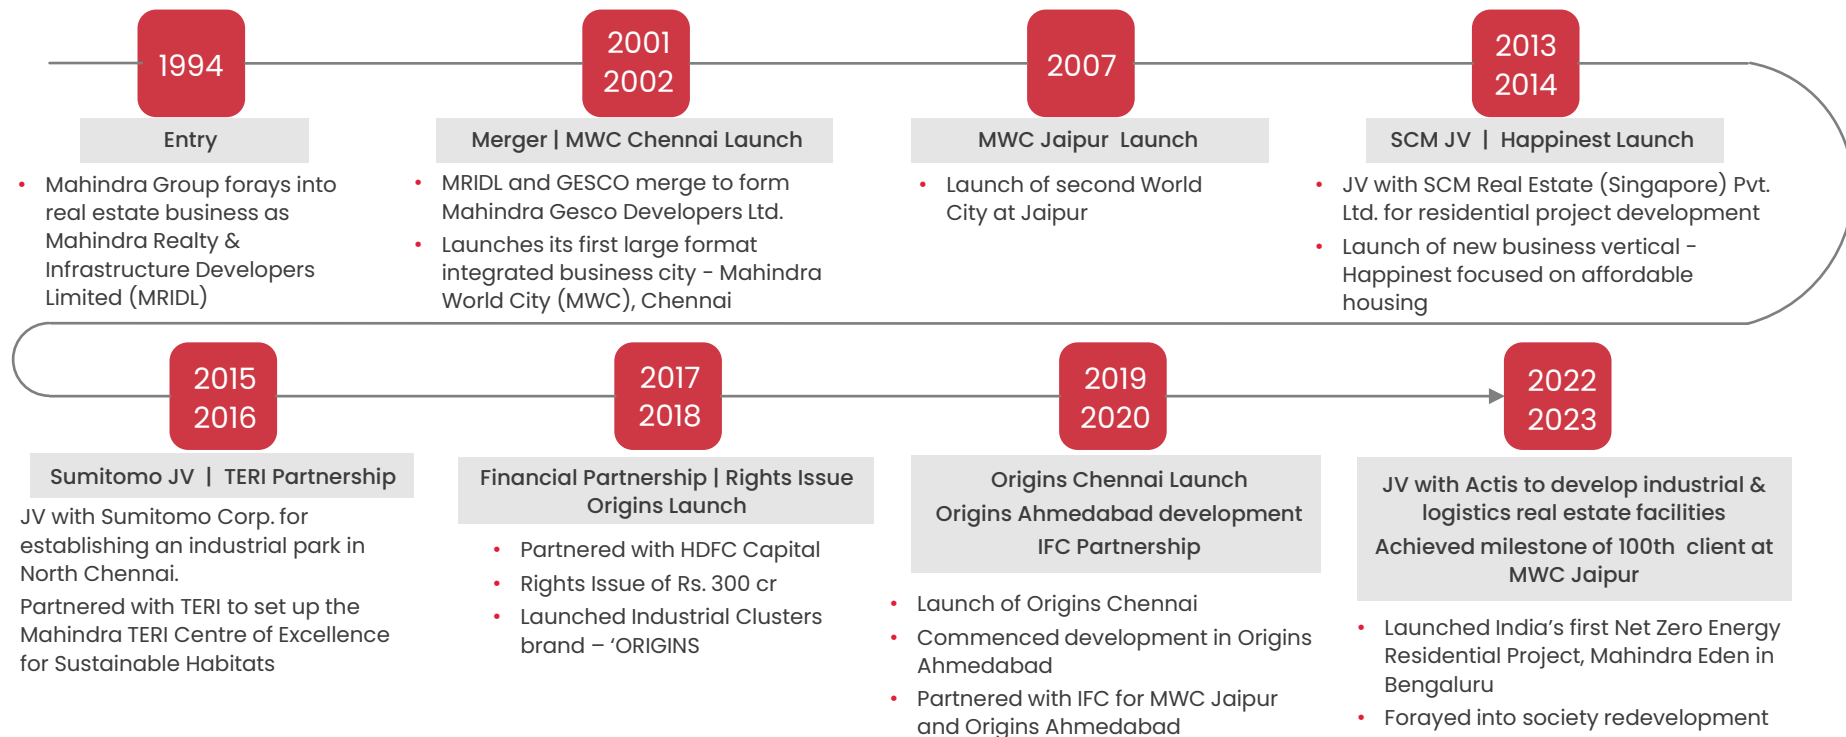 1994
Entry
• Mahindra Group forays into
real estate business as
Mahindra Realty &
Infrastructure Developers
Limited (MRIDL)
2001
2002
Merger | MWC Chennai Launch
• MRIDL and GESCO merge to form
Mahindra Gesco Developers Ltd.
• Launches its first large format
integrated business city - Mahindra
World City (MWC), Chennai
2007
MWC Jaipur Launch
• Launch of second World
City at Jaipur
2013
2014
SCM JV | Happinest Launch
• JV with SCM Real Estate (Singapore) Pvt.
Ltd. for residential project development
• Launch of new business vertical -
Happinest focused on affordable
housing
2015
2016
Sumitomo JV | TERI Partnership
JV with Sumitomo Corp. for
establishing an industrial park in
North Chennai.
Partnered with TERI to set up the
Mahindra TERI Centre of Excellence
for Sustainable Habitats
2017
2018
Financial Partnership | Rights Issue
Origins Launch
• Partnered with HDFC Capital
• Rights Issue of Rs. 300 cr
• Launched Industrial Clusters
brand – ‘ORIGINS
2019
2020
Origins Chennai Launch
Origins Ahmedabad development
IFC Partnership
• Launch of Origins Chennai
• Commenced development in Origins
Ahmedabad
• Partnered with IFC for MWC Jaipur
and Origins Ahmedabad
2022
2023
JV with Actis to develop industrial &
logistics real estate facilities
Achieved milestone of 100th client at
MWC Jaipur
• Launched India’s first Net Zero Energy
Residential Project, Mahindra Eden in
Bengaluru
• Forayed into society redevelopment